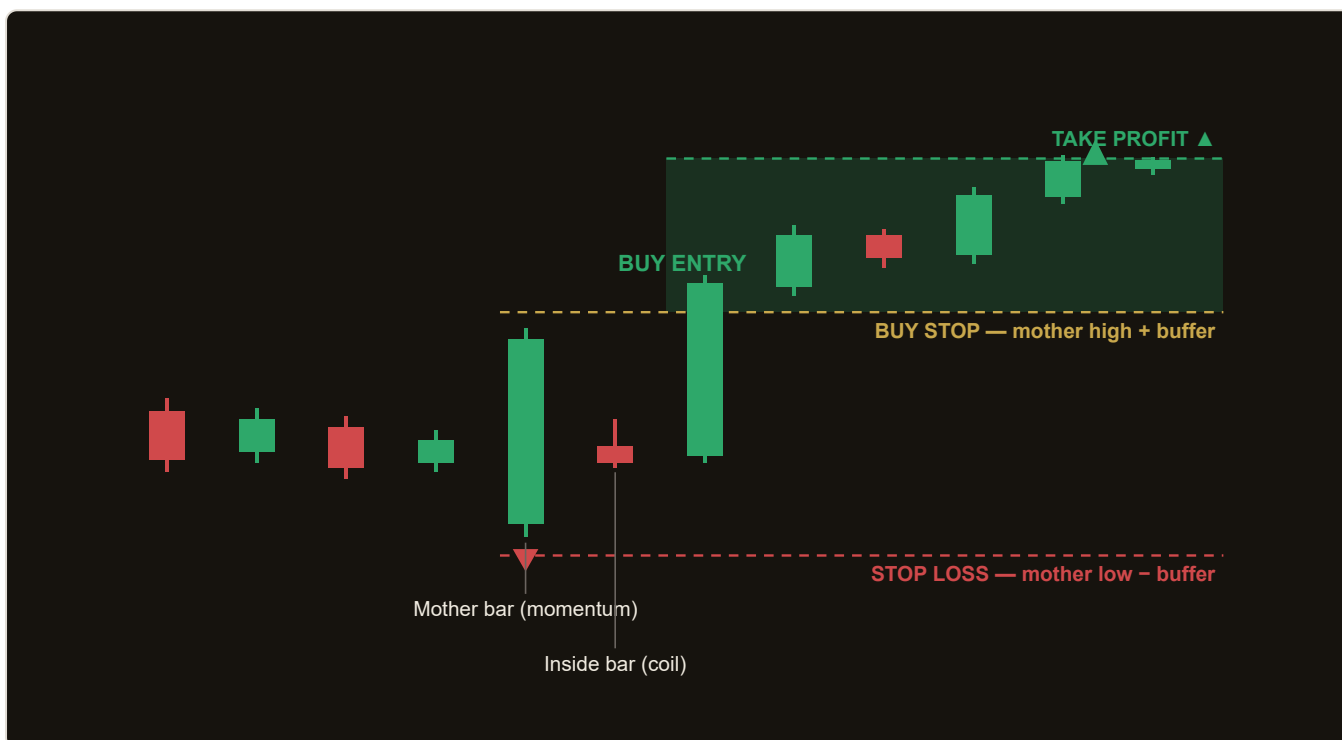 TAKE PROFIT ▲
BUY ENTRY
BUY STOP — mother high + buffer
STOP LOSS — mother low − buffer
Mother bar (momentum)
Inside bar (coil)